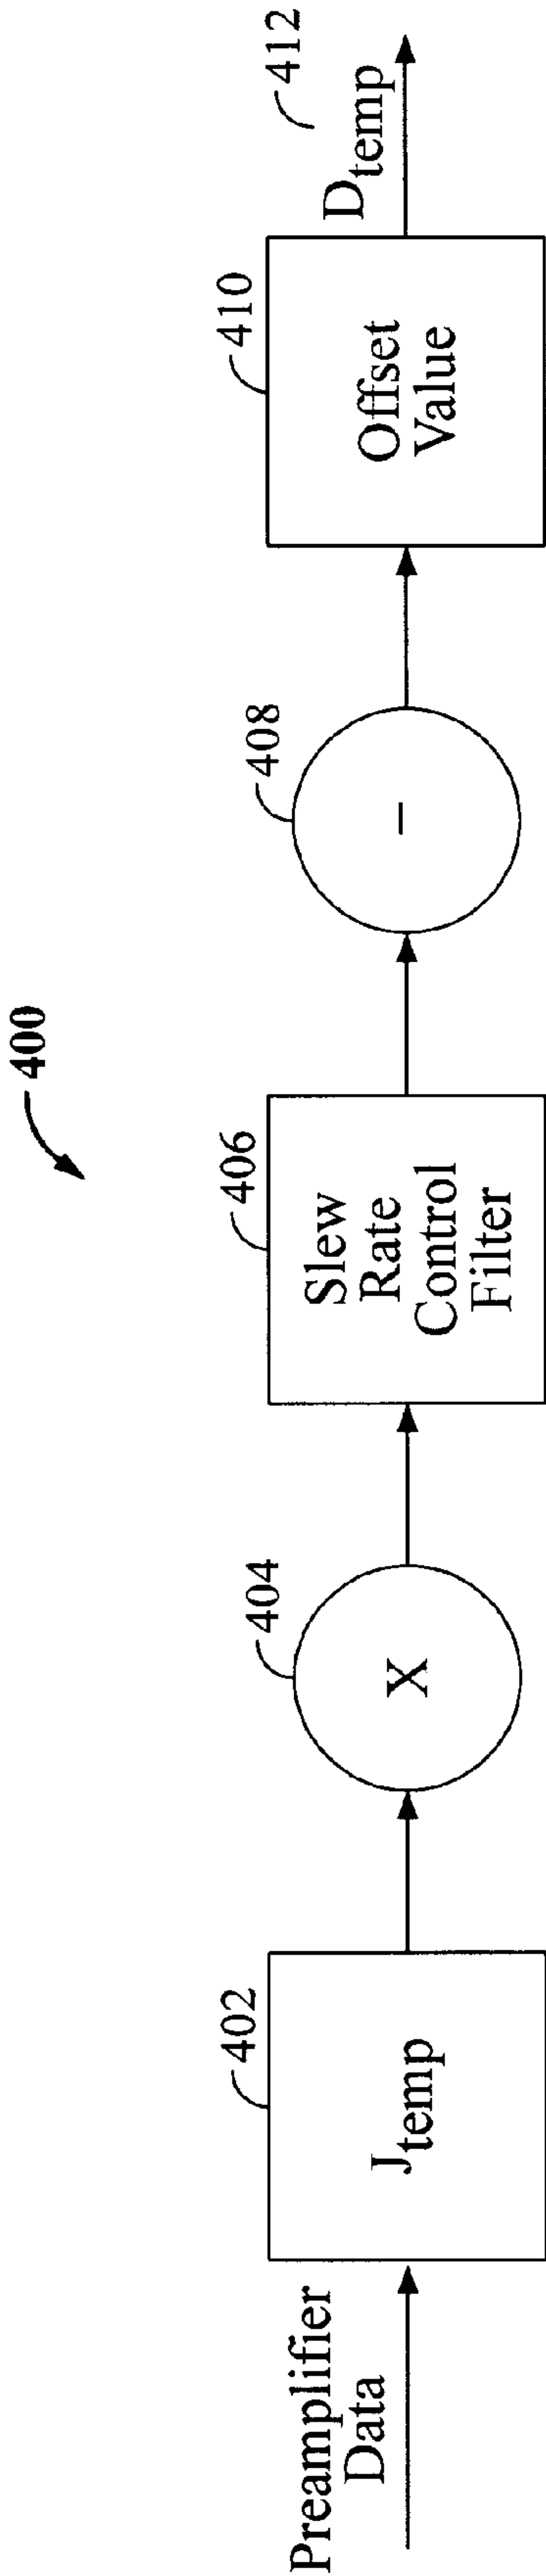 400
Preamplifier
Data
402
J_temp
404
X
406
Slew
Rate
Control
Filter
408
–
410
Offset
Value
D_temp
412